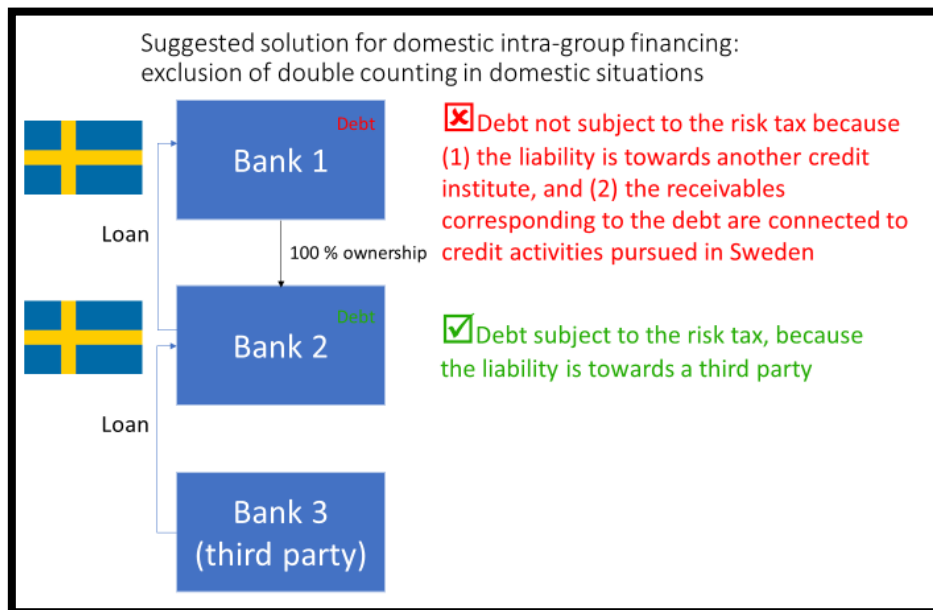 Suggested solution for domestic intra-group financing:
exclusion of double counting in domestic situations
Debt
Bank 1
Debt not subject to the risk tax because
(1) the liability is towards another credit
institute, and (2) the receivables
corresponding to the debt are connected to
credit activities pursued in Sweden
Loan
100 % ownership
Debt
Bank 2
Debt subject to the risk tax, because
the liability is towards a third party
Loan
Bank 3
(third party)